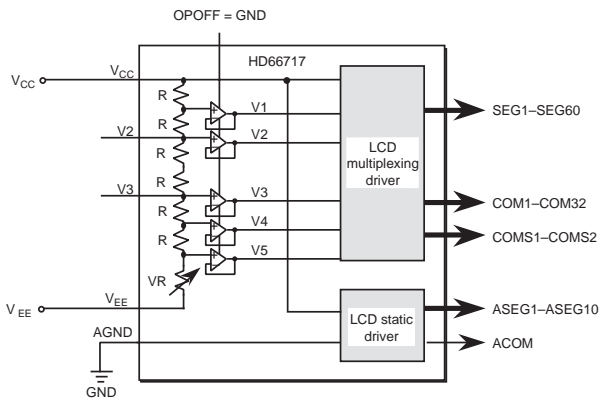 OPOFF = GND
HD66717
VCC
VCC
R
R
V1
SEG1–SEG60
V2
V2
R
LCD
multiplexing
driver
R
V3
V3
COM1–COM32
R
V4
COMS1–COMS2
R
V5
VR
VEE
VEE
ASEG1–ASEG10
LCD static
driver
AGND
ACOM
GND